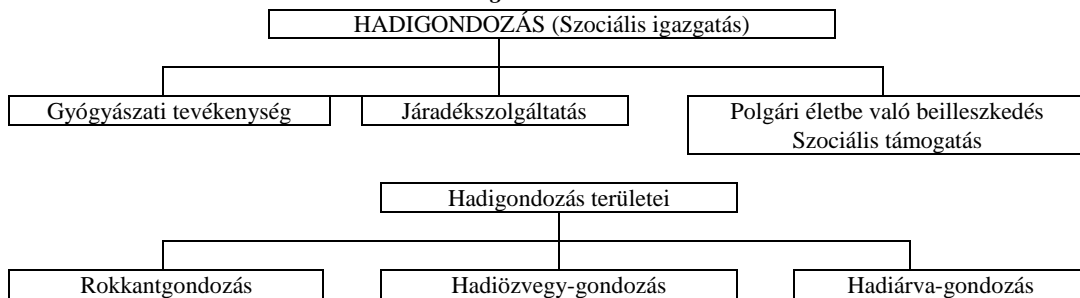 HADIGONDOZÁS (Szociális igazgatás)
Gyógyászati tevékenység
Járadékszolgáltatás
Polgári életbe való beilleszkedés
Szociális támogatás
Hadigondozás területei
Rokkantgondozás
Hadiözvegy-gondozás
Hadiárva-gondozás